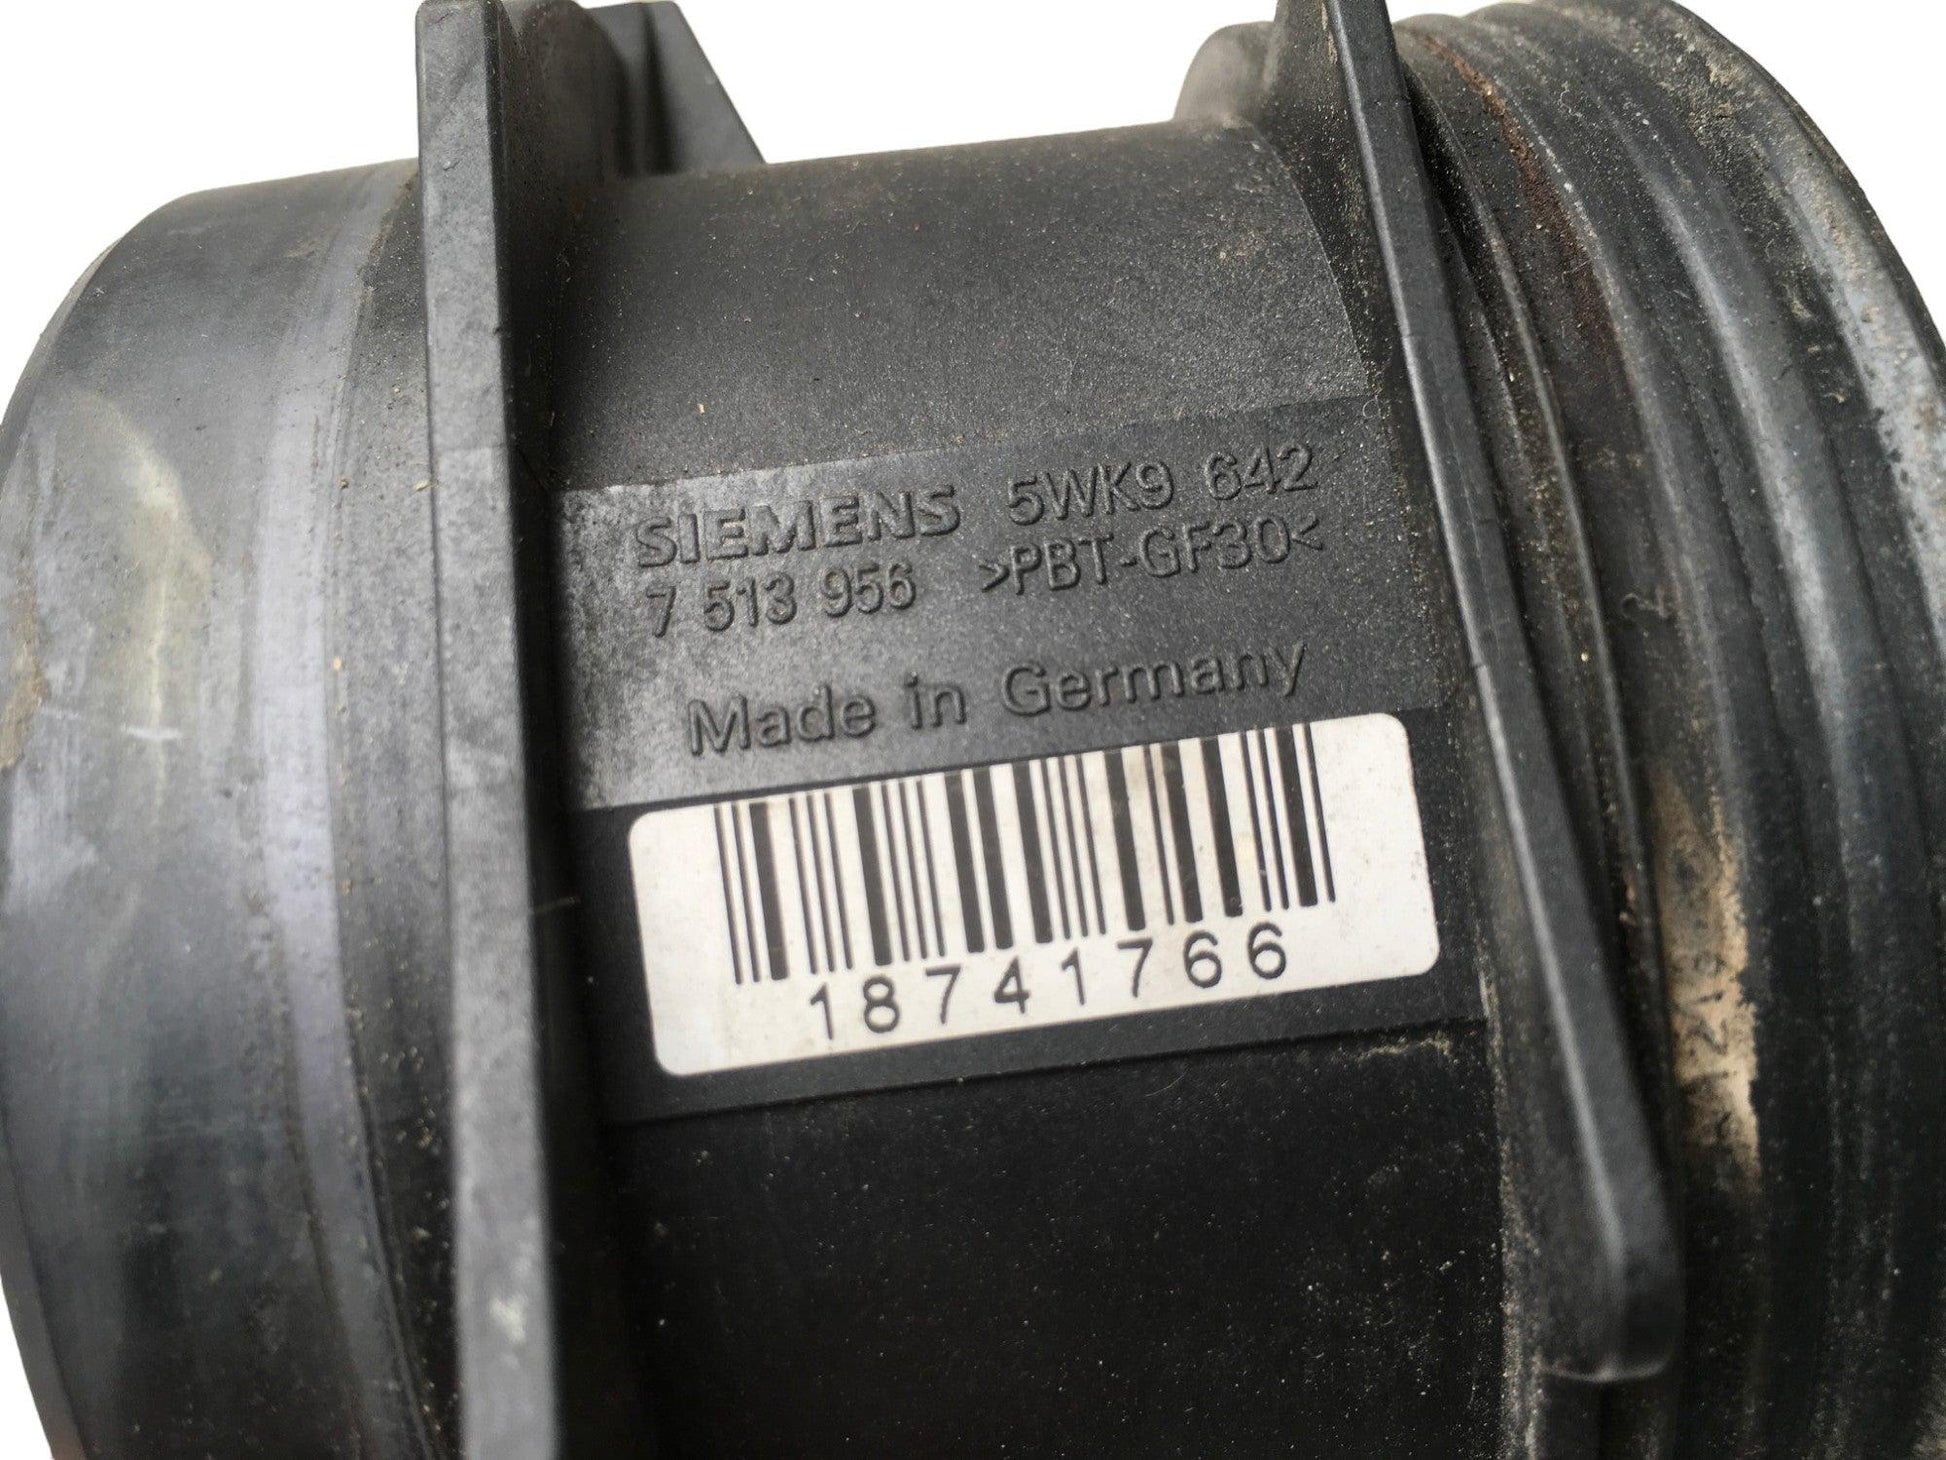 SIEMENS 5WK9 642
7 513 956 >PBT-GF30<
Made in Germany
18741766